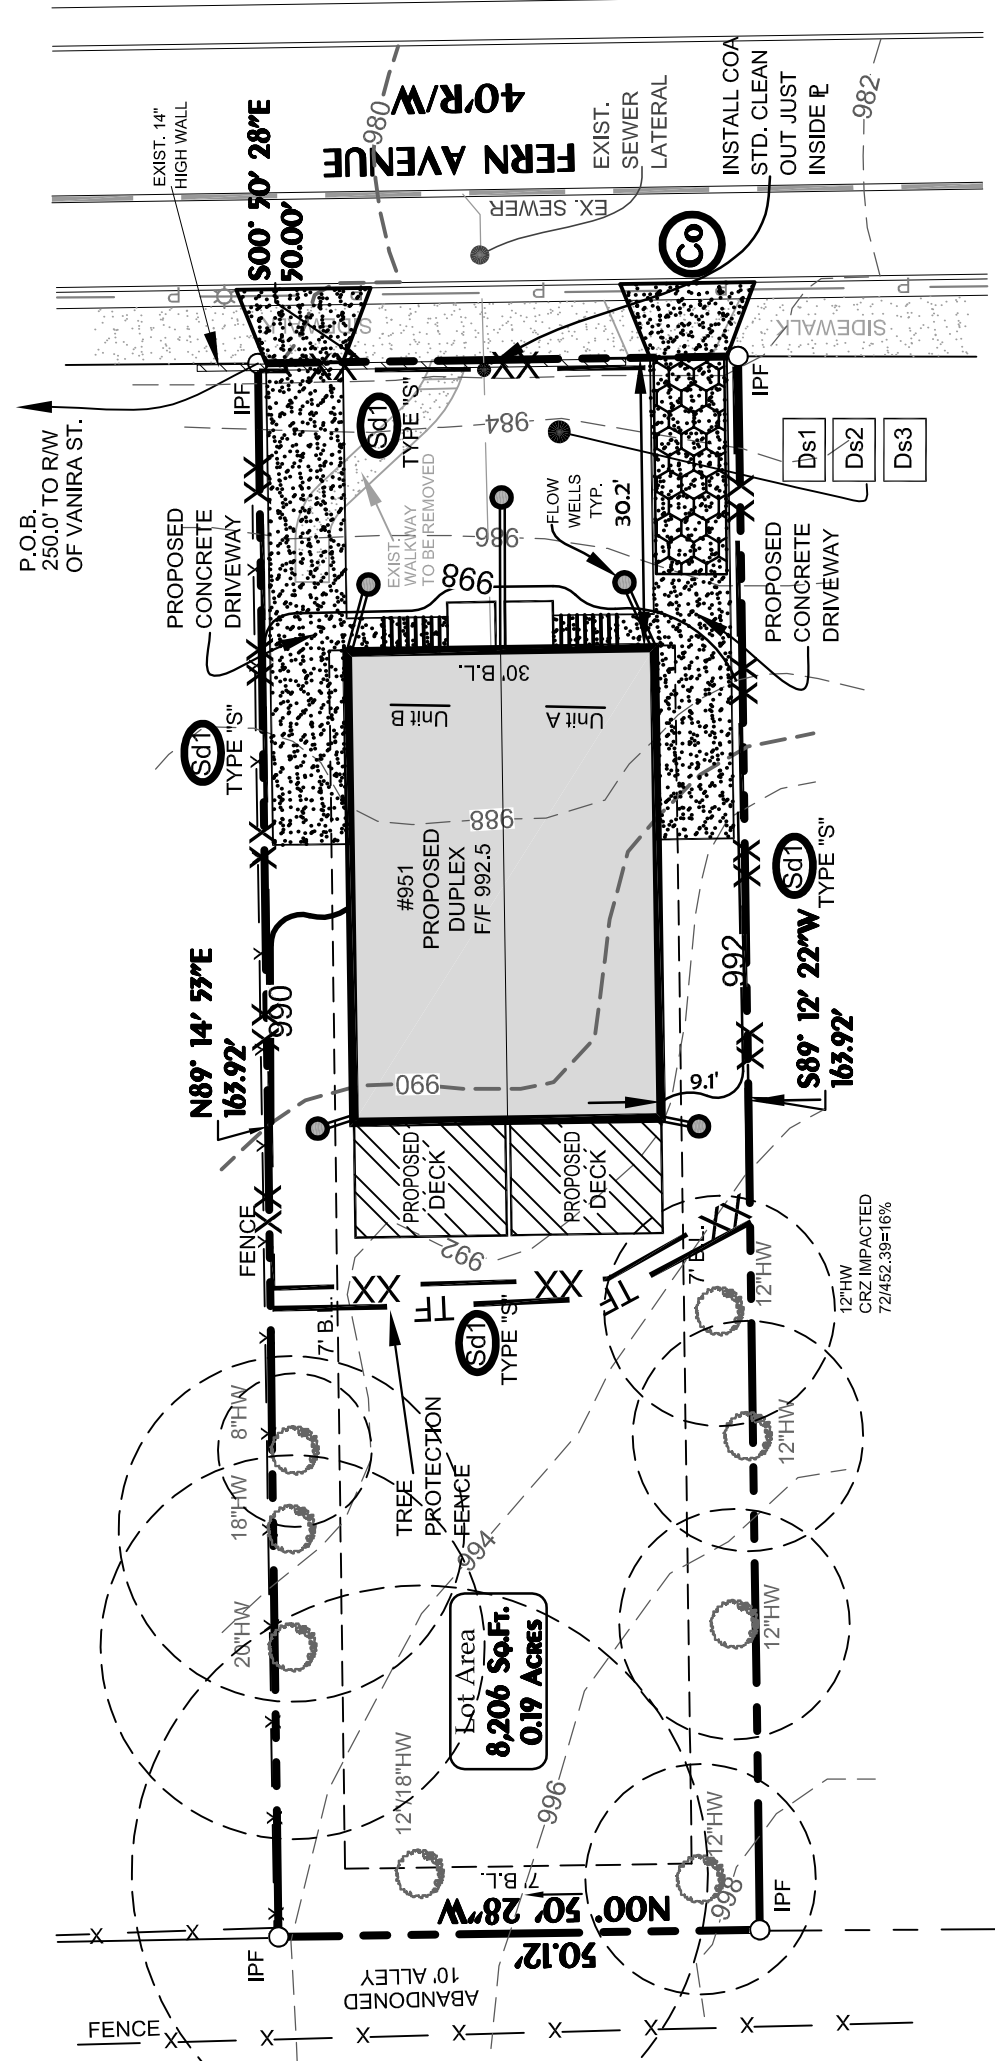 EXIST. 14"
HIGH WALL
S00° 50' 28"E
50.00'
980
40'R/W
FERN AVENUE
EXIST.
SEWER
LATERAL
INSTALL COA
STD. CLEAN
OUT JUST
INSIDE PL
982
EX. SEWER
Co
SIDEWALK
SIDEWALK
P.O.B.
250.0' TO R/W
OF VANIRA ST.
IPF
IPF
Sd1
TYPE "S"
984
Ds1
Ds2
Ds3
PROPOSED
CONCRETE
DRIVEWAY
EXIST.
WALKWAY
TO BE REMOVED
FLOW
WELLS
TYP.
30.2'
986
998
PROPOSED
CONCRETE
DRIVEWAY
30' B.L.
Unit B
Unit A
Sd1
TYPE "S"
988
#951
PROPOSED
DUPLEX
F/F 992.5
Sd1
TYPE "S"
N89° 14' 53"E
163.92'
990
992
S89° 12' 22"W
163.92'
990
9.1'
PROPOSED
DECK
PROPOSED
DECK
FENCE
992
7' B.L.
7' B.L.
TF
TF
Sd1
TYPE "S"
12"HW
12"HW
CRZ IMPACTED
72/452.39=16%
8"HW
18"HW
20"HW
TREE
PROTECTION
FENCE
12"HW
994
12"HW
Lot Area
8,206 Sq.Ft.
0.19 Acres
12"/18"HW
996
12"HW
998
7' B.L.
N00° 50' 28"W
50.12'
IPF
IPF
ABANDONED
10' ALLEY
FENCE